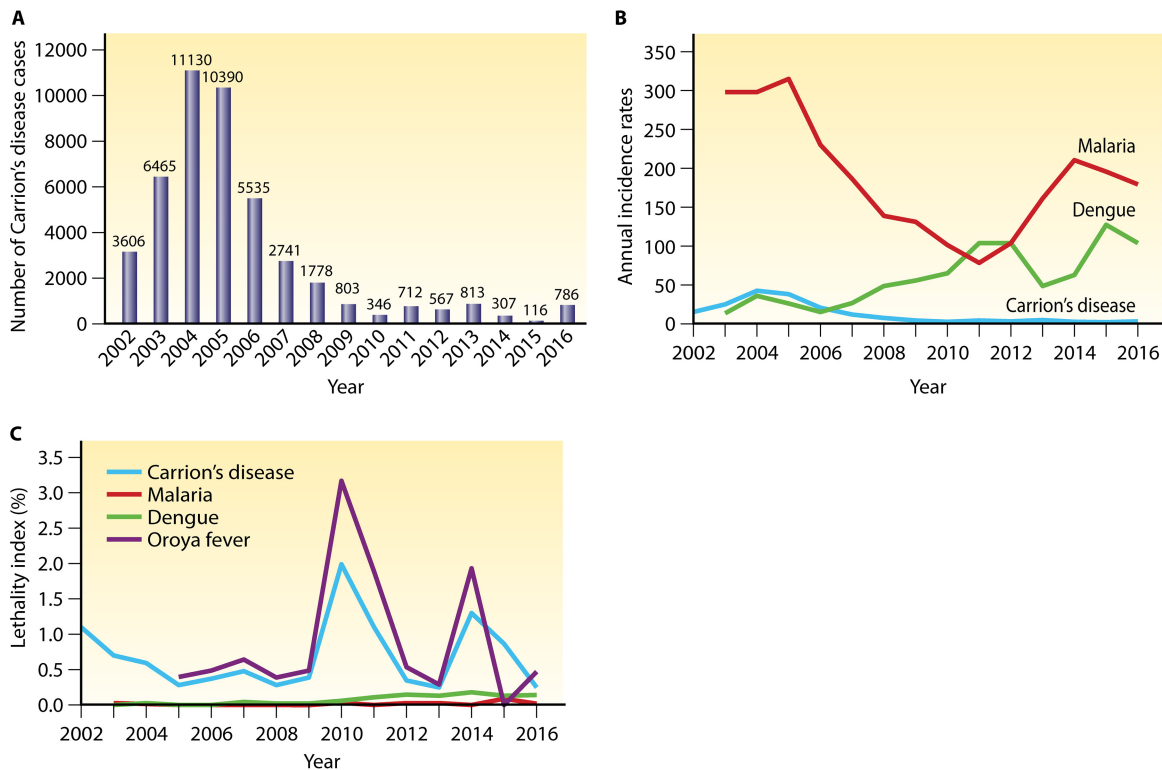 A
Number of Carrion's disease cases
12000
10000
8000
6000
4000
2000
0
3606
6465
11130
10390
5535
2741
1778
803
346
712
567
813
307
116
786
2002 2003 2004 2005 2006 2007 2008 2009 2010 2011 2012 2013 2014 2015 2016
Year
B
Annual incidence rates
350
300
250
200
150
100
50
0
Malaria
Dengue
Carrion's disease
2002 2004 2006 2008 2010 2012 2014 2016
Year
C
Lethality index (%)
3.5
3.0
2.5
2.0
1.5
1.0
0.5
0.0
Carrion's disease
Malaria
Dengue
Oroya fever
2002 2004 2006 2008 2010 2012 2014 2016
Year